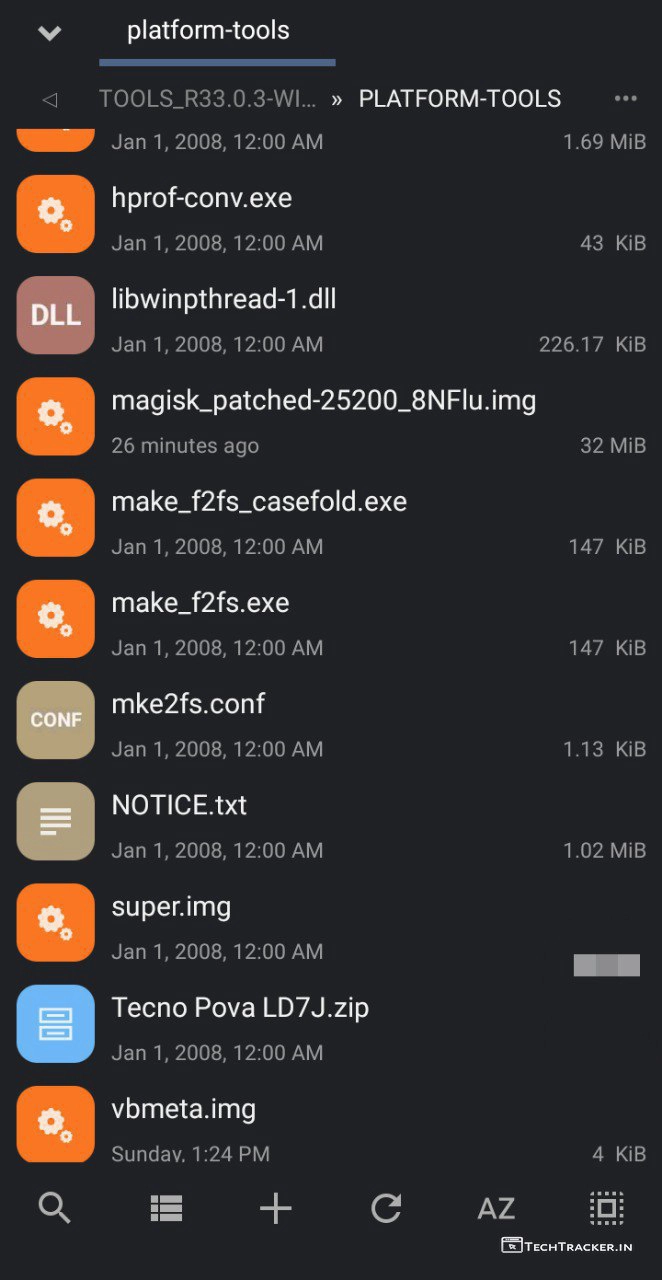 platform-tools
TOOLS_R33.0.3-WI... » PLATFORM-TOOLS
Jan 1, 2008, 12:00 AM 1.69 MiB
hprof-conv.exe
Jan 1, 2008, 12:00 AM 43 KiB
DLL
libwinpthread-1.dll
Jan 1, 2008, 12:00 AM 226.17 KiB
magisk_patched-25200_8NFlu.img
26 minutes ago 32 MiB
make_f2fs_casefold.exe
Jan 1, 2008, 12:00 AM 147 KiB
make_f2fs.exe
Jan 1, 2008, 12:00 AM 147 KiB
CONF
mke2fs.conf
Jan 1, 2008, 12:00 AM 1.13 KiB
NOTICE.txt
Jan 1, 2008, 12:00 AM 1.02 MiB
super.img
Jan 1, 2008, 12:00 AM
Tecno Pova LD7J.zip
Jan 1, 2008, 12:00 AM
vbmeta.img
Sunday, 1:24 PM 4 KiB
AZ
TECHTRACKER.IN